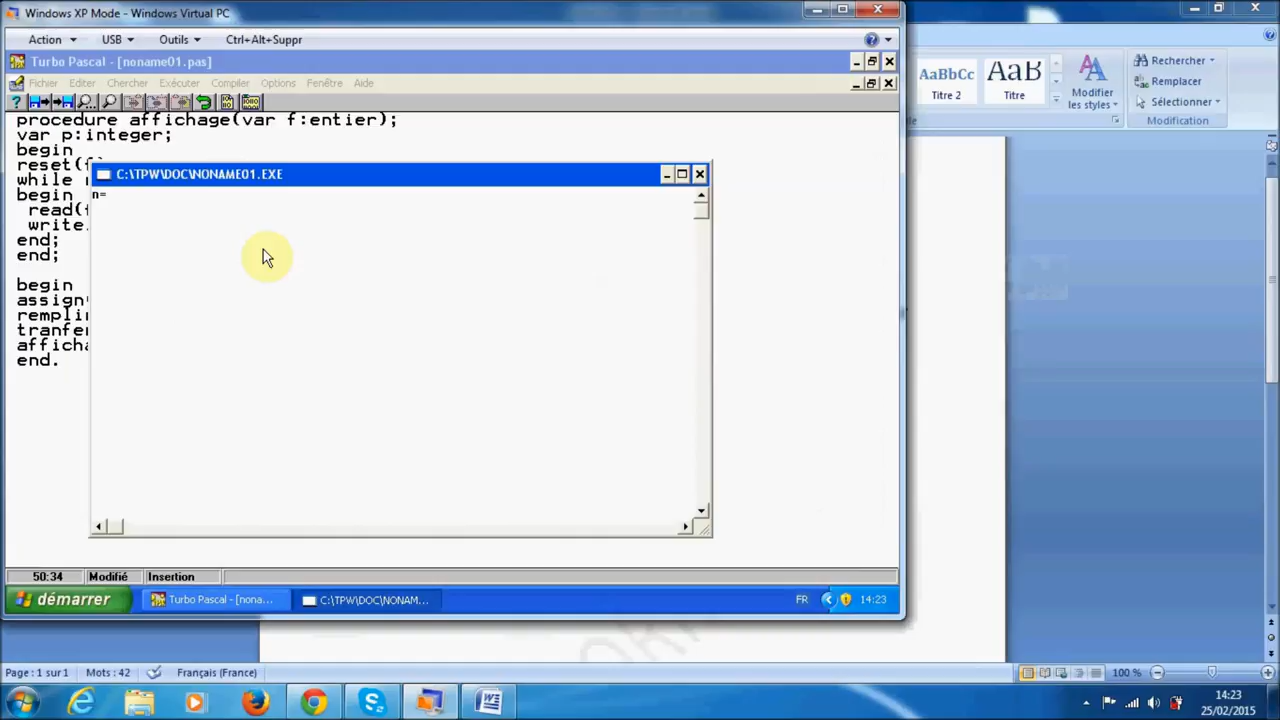 Windows XP Mode - Windows Virtual PC
Action
USB
Outils
Ctrl+Alt+Suppr
Turbo Pascal - [noname01.pas]
Fichier Editer Chercher Exécuter Compiler Options Fenêtre Aide
procedure affichage(var f:entier);
var p:integer;
begin
reset(f)
while
begin
read(
write
end;
end;
begin
assign
remplir
tranfe
affich
end.
C:\TPW\DOC\NONAME01.EXE
n=
50:34
Modifié
Insertion
démarrer
Turbo Pascal - [nona...
C:\TPW\DOC\NONAM...
FR
14:23
AaBbCc
Titre 2
AaB
Titre
Modifier
les styles
Rechercher
Remplacer
Sélectionner
Modification
Page : 1 sur 1
Mots : 42
Français (France)
100 %
14:23
25/02/2015